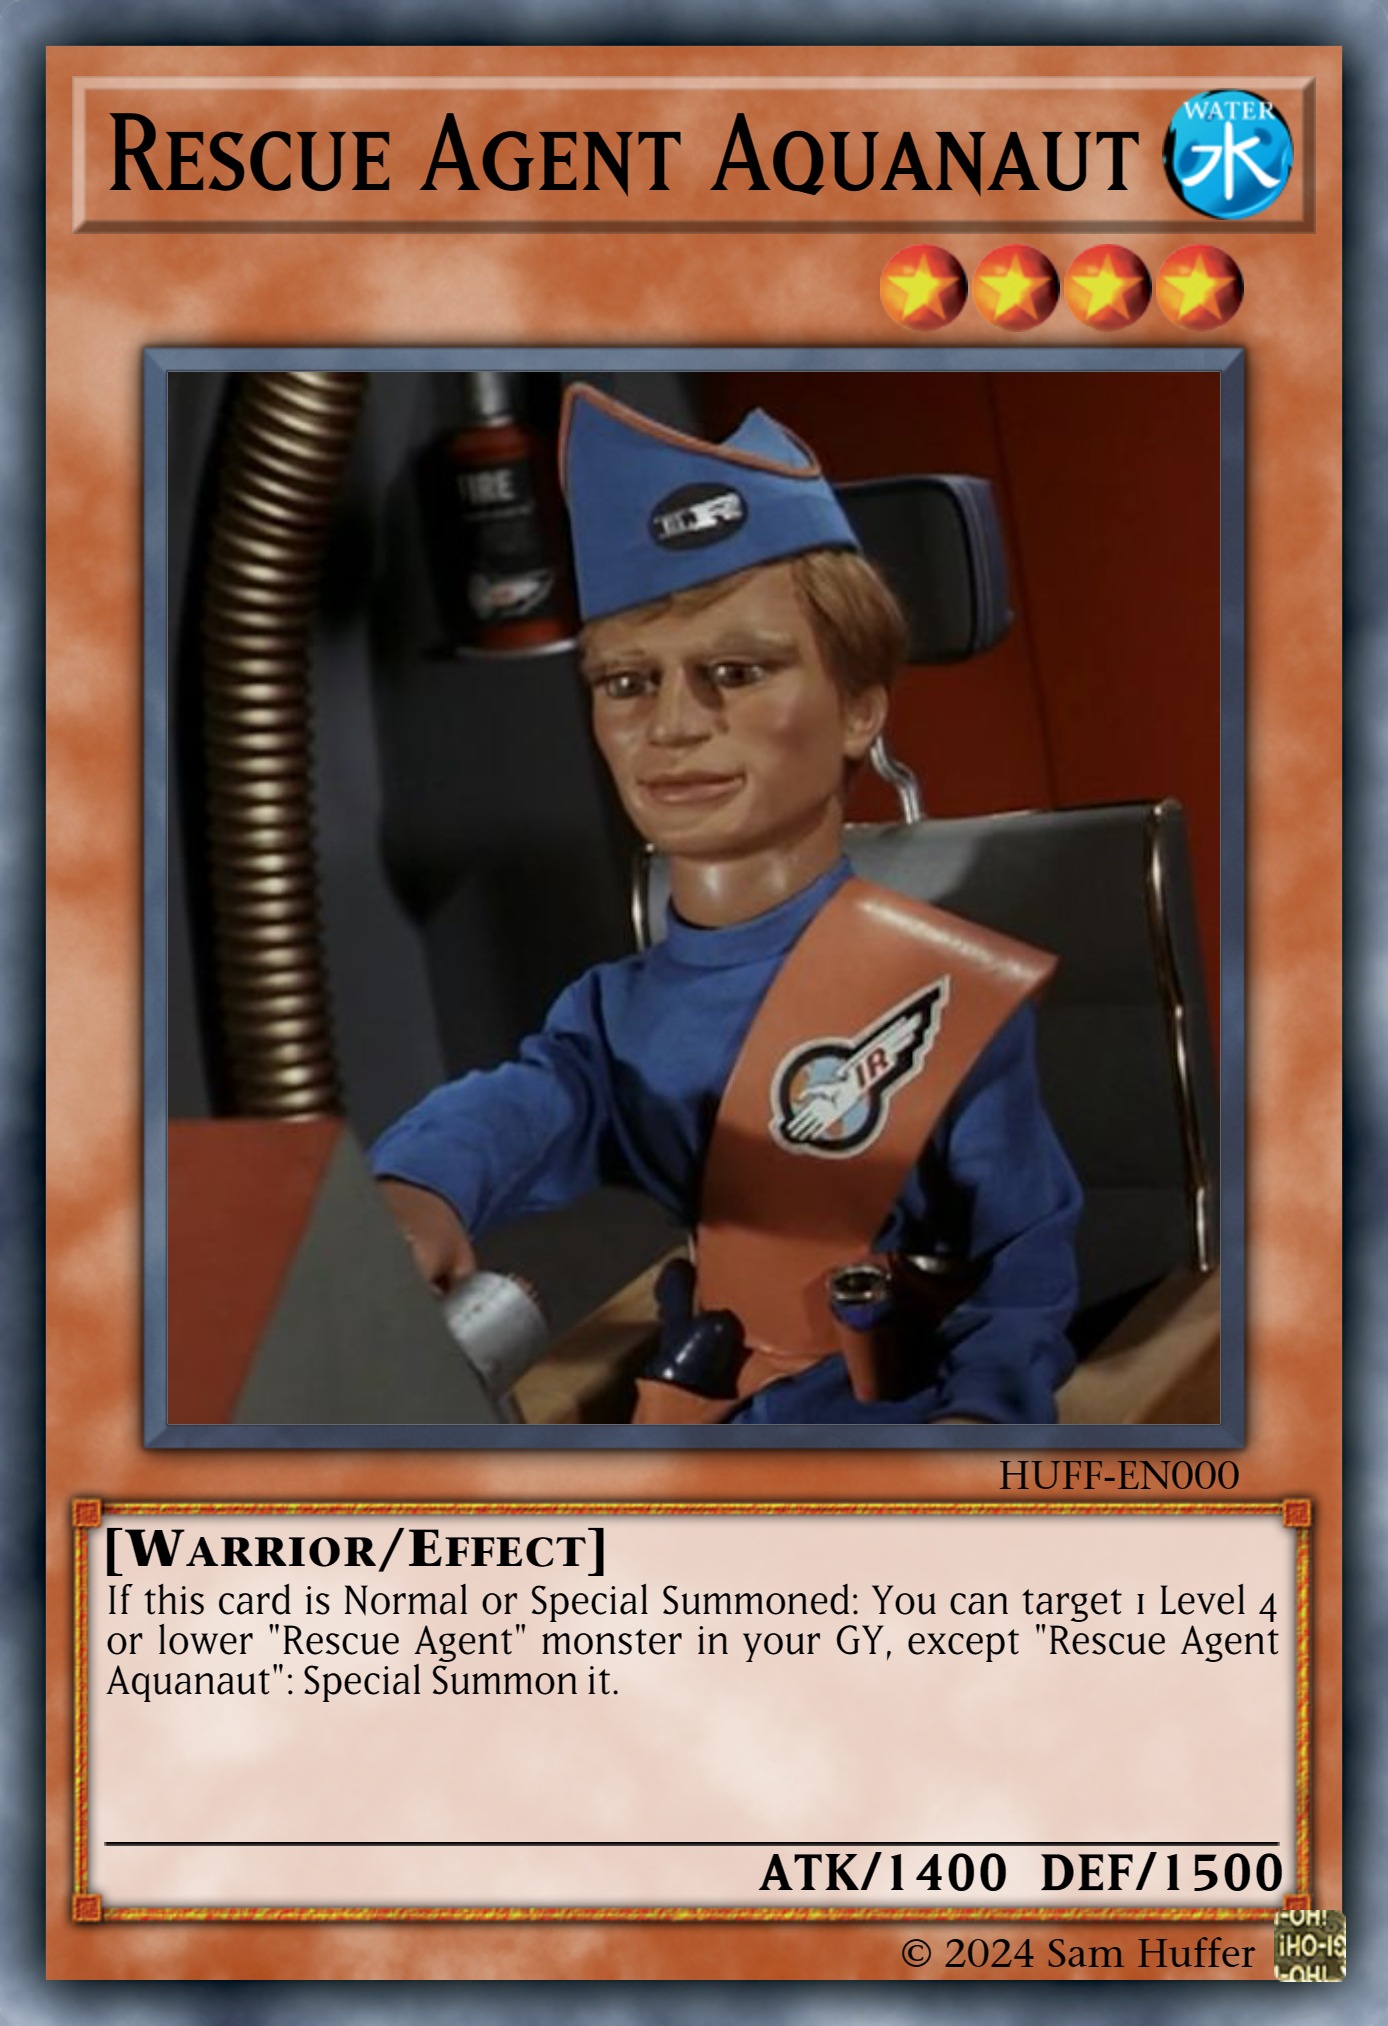 RESCUE AGENT AQUANAUT
WATER
水
FIRE
IR
HUFF-EN000
[WARRIOR/EFFECT]
If this card is Normal or Special Summoned: You can target 1 Level 4
or lower "Rescue Agent" monster in your GY, except "Rescue Agent
Aquanaut": Special Summon it.
ATK/1400 DEF/1500
© 2024 Sam Huffer